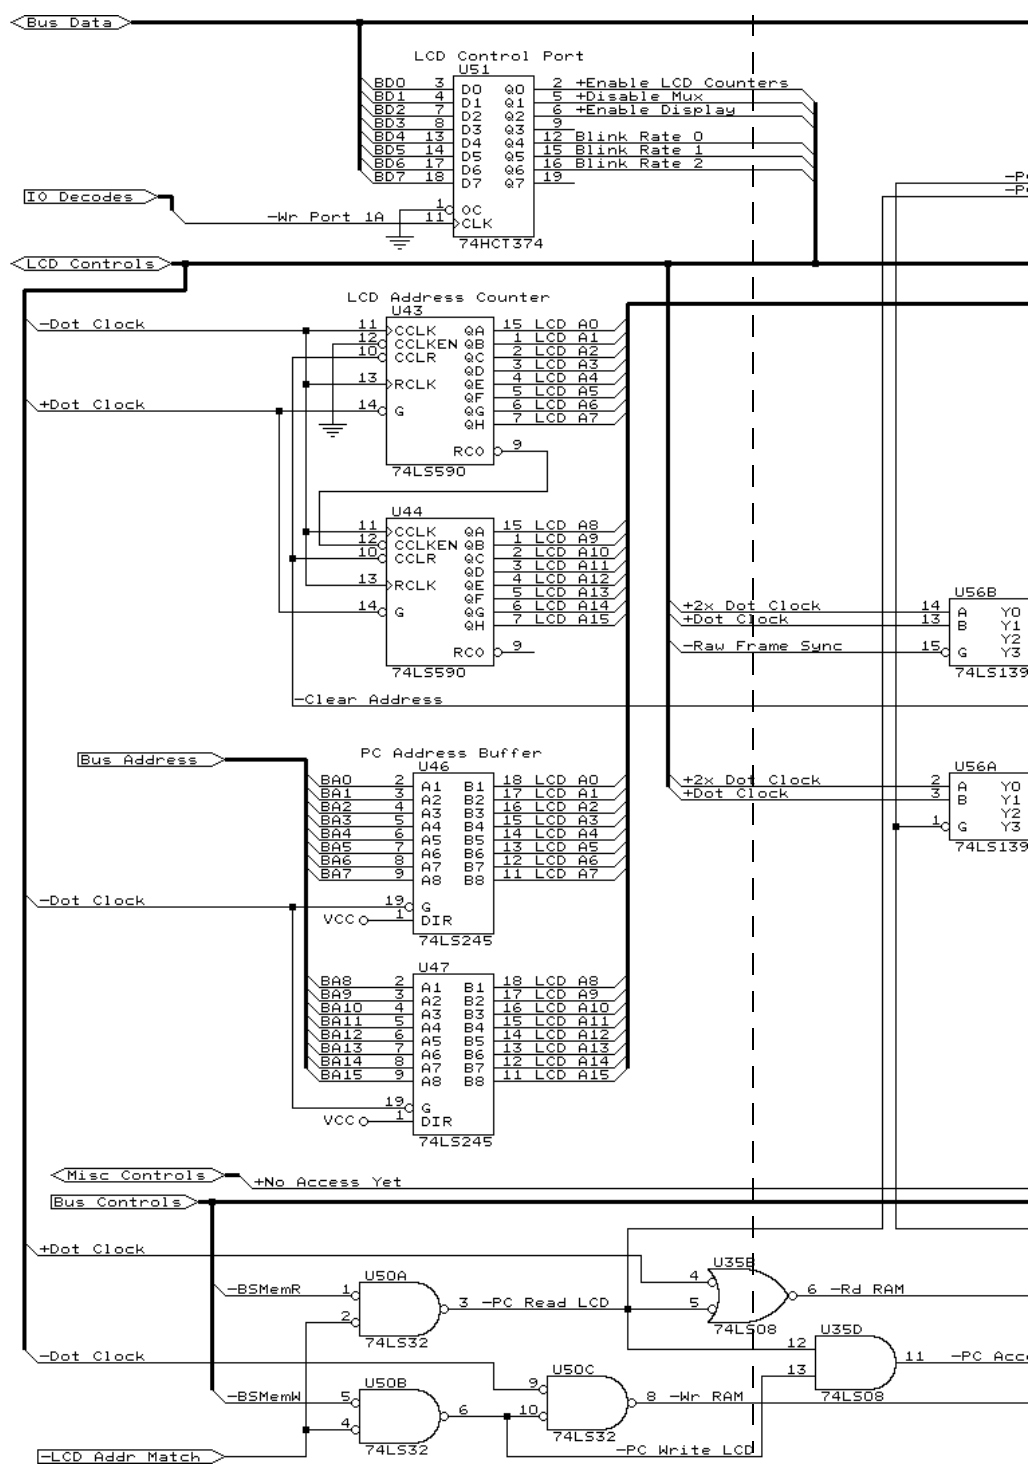 Bus Data
LCD Control Port
U51
BD0 3 D0 Q0 2 +Enable LCD Counters
BD1 4 D1 Q1 5 +Disable Mux
BD2 7 D2 Q2 6 +Enable Display
BD3 8 D3 Q3 9
BD4 13 D4 Q4 12 Blink Rate 0
BD5 14 D5 Q5 15 Blink Rate 1
BD6 17 D6 Q6 16 Blink Rate 2
BD7 18 D7 Q7 19
IO Decodes
1 OC
-Wr Port 1A 11 CLK
74HCT374
LCD Controls
LCD Address Counter
U43
-Dot Clock 11 CCLK QA 15 LCD A0
12 CCLKEN QB 1 LCD A1
10 CCLR QC 2 LCD A2
QD 3 LCD A3
13 RCLK QE 4 LCD A4
QF 5 LCD A5
+Dot Clock 14 G QG 6 LCD A6
QH 7 LCD A7
RCO 9
74LS590
U44
11 CCLK QA 15 LCD A8
12 CCLKEN QB 1 LCD A9
10 CCLR QC 2 LCD A10
QD 3 LCD A11
13 RCLK QE 4 LCD A12
QF 5 LCD A13
14 G QG 6 LCD A14
QH 7 LCD A15
RCO 9
74LS590
U56B
+2x Dot Clock 14 A Y0
+Dot Clock 13 B Y1
Y2
-Raw Frame Sync 15 G Y3
74LS139
-Clear Address
Bus Address
PC Address Buffer
U46
BA0 2 A1 B1 18 LCD A0
BA1 3 A2 B2 17 LCD A1
BA2 4 A3 B3 16 LCD A2
BA3 5 A4 B4 15 LCD A3
BA4 6 A5 B5 14 LCD A4
BA5 7 A6 B6 13 LCD A5
BA6 8 A7 B7 12 LCD A6
BA7 9 A8 B8 11 LCD A7
-Dot Clock 19 G
VCC 1 DIR
74LS245
U56A
+2x Dot Clock 2 A Y0
+Dot Clock 3 B Y1
Y2
1 G Y3
74LS139
U47
BA8 2 A1 B1 18 LCD A8
BA9 3 A2 B2 17 LCD A9
BA10 4 A3 B3 16 LCD A10
BA11 5 A4 B4 15 LCD A11
BA12 6 A5 B5 14 LCD A12
BA13 7 A6 B6 13 LCD A13
BA14 8 A7 B7 12 LCD A14
BA15 9 A8 B8 11 LCD A15
19 G
VCC 1 DIR
74LS245
Misc Controls
+No Access Yet
Bus Controls
+Dot Clock
U50A
-BSMemR 1
2
3 -PC Read LCD
74LS32
U35B
4
5
6 -Rd RAM
74LS08
U35D
12
13
11 -PC Acc
74LS08
-Dot Clock
U50B
-BSMemW 5
4
6
74LS32
U50C
9
10
8 -Wr RAM
74LS32
-PC Write LCD
-LCD Addr Match